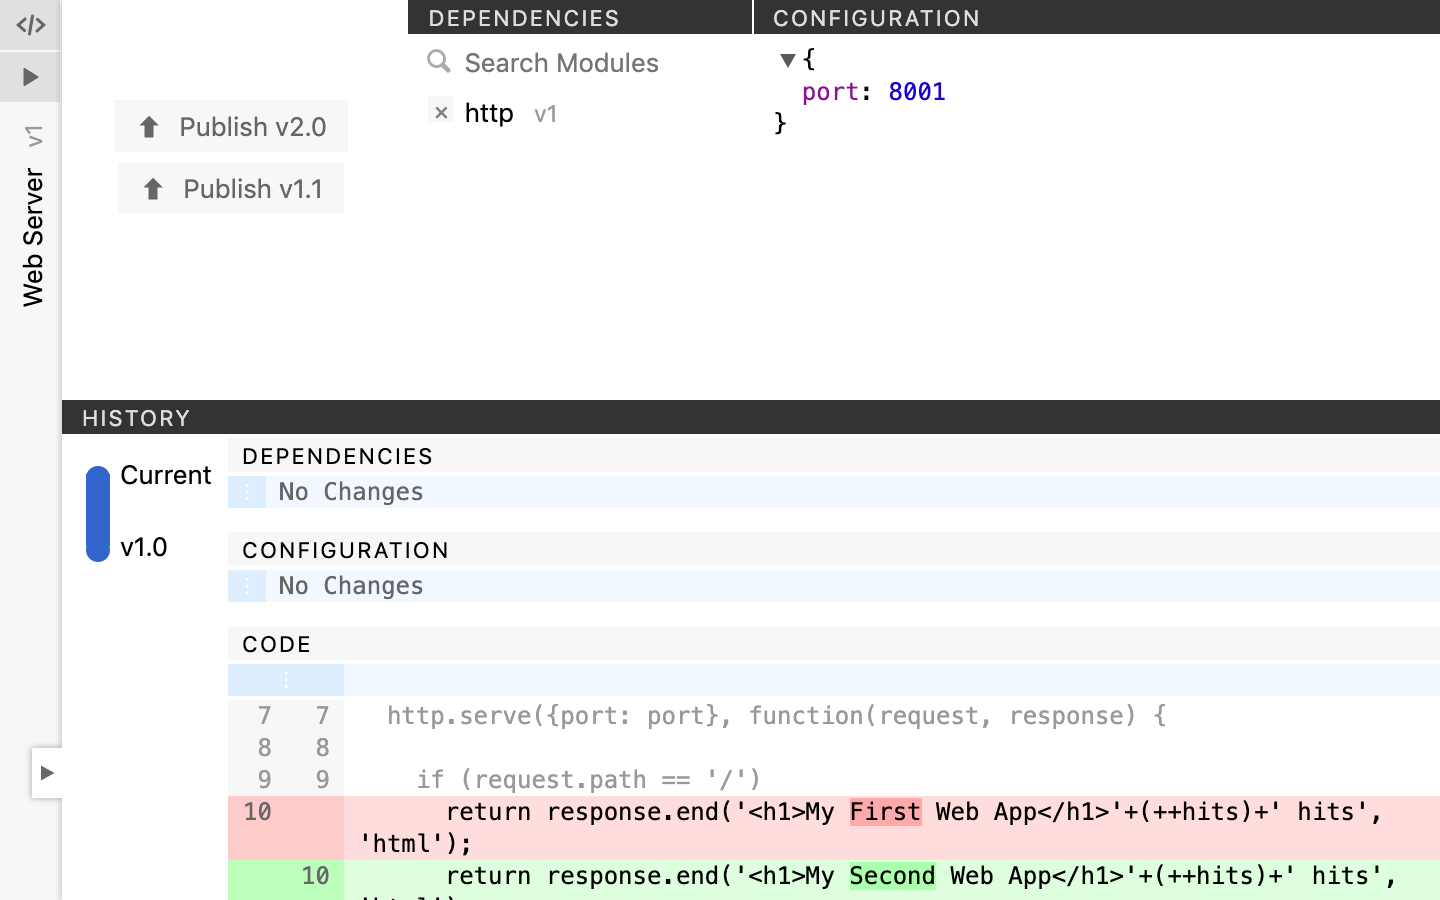 </>
v1
Web Server
Publish v2.0
Publish v1.1
DEPENDENCIES
Search Modules
× http v1
CONFIGURATION
{
port: 8001
}
HISTORY
Current
v1.0
DEPENDENCIES
No Changes
CONFIGURATION
No Changes
CODE
7 7 http.serve({port: port}, function(request, response) {
8 8
9 9 if (request.path == '/')
10 return response.end('<h1>My First Web App</h1>'+(++hits)+' hits',
'html');
10 return response.end('<h1>My Second Web App</h1>'+(++hits)+' hits',